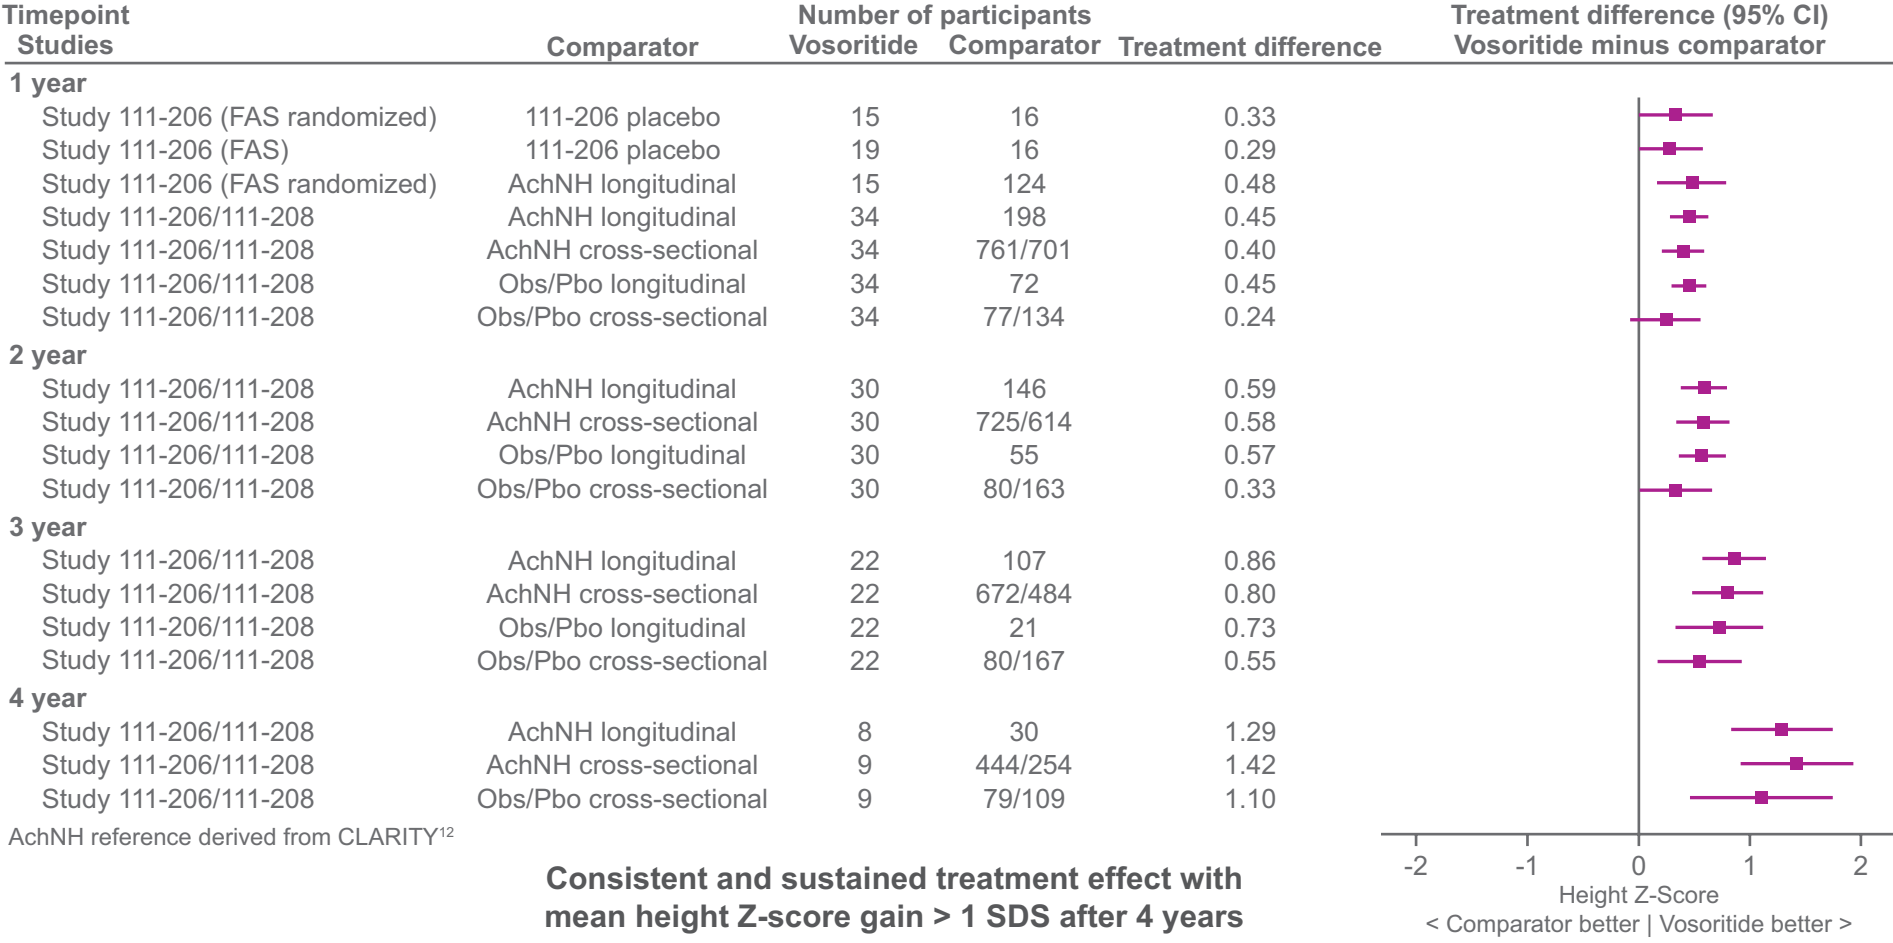 Timepoint Number of participants Treatment difference (95% CI)
Studies Comparator Vosoritide Comparator Treatment difference Vosoritide minus comparator
1 year
Study 111-206 (FAS randomized) 111-206 placebo 15 16 0.33
Study 111-206 (FAS) 111-206 placebo 19 16 0.29
Study 111-206 (FAS randomized) AchNH longitudinal 15 124 0.48
Study 111-206/111-208 AchNH longitudinal 34 198 0.45
Study 111-206/111-208 AchNH cross-sectional 34 761/701 0.40
Study 111-206/111-208 Obs/Pbo longitudinal 34 72 0.45
Study 111-206/111-208 Obs/Pbo cross-sectional 34 77/134 0.24
2 year
Study 111-206/111-208 AchNH longitudinal 30 146 0.59
Study 111-206/111-208 AchNH cross-sectional 30 725/614 0.58
Study 111-206/111-208 Obs/Pbo longitudinal 30 55 0.57
Study 111-206/111-208 Obs/Pbo cross-sectional 30 80/163 0.33
3 year
Study 111-206/111-208 AchNH longitudinal 22 107 0.86
Study 111-206/111-208 AchNH cross-sectional 22 672/484 0.80
Study 111-206/111-208 Obs/Pbo longitudinal 22 21 0.73
Study 111-206/111-208 Obs/Pbo cross-sectional 22 80/167 0.55
4 year
Study 111-206/111-208 AchNH longitudinal 8 30 1.29
Study 111-206/111-208 AchNH cross-sectional 9 444/254 1.42
Study 111-206/111-208 Obs/Pbo cross-sectional 9 79/109 1.10
AchNH reference derived from CLARITY¹²
-2 -1 0 1 2
Height Z-Score
< Comparator better | Vosoritide better >
Consistent and sustained treatment effect with
mean height Z-score gain > 1 SDS after 4 years